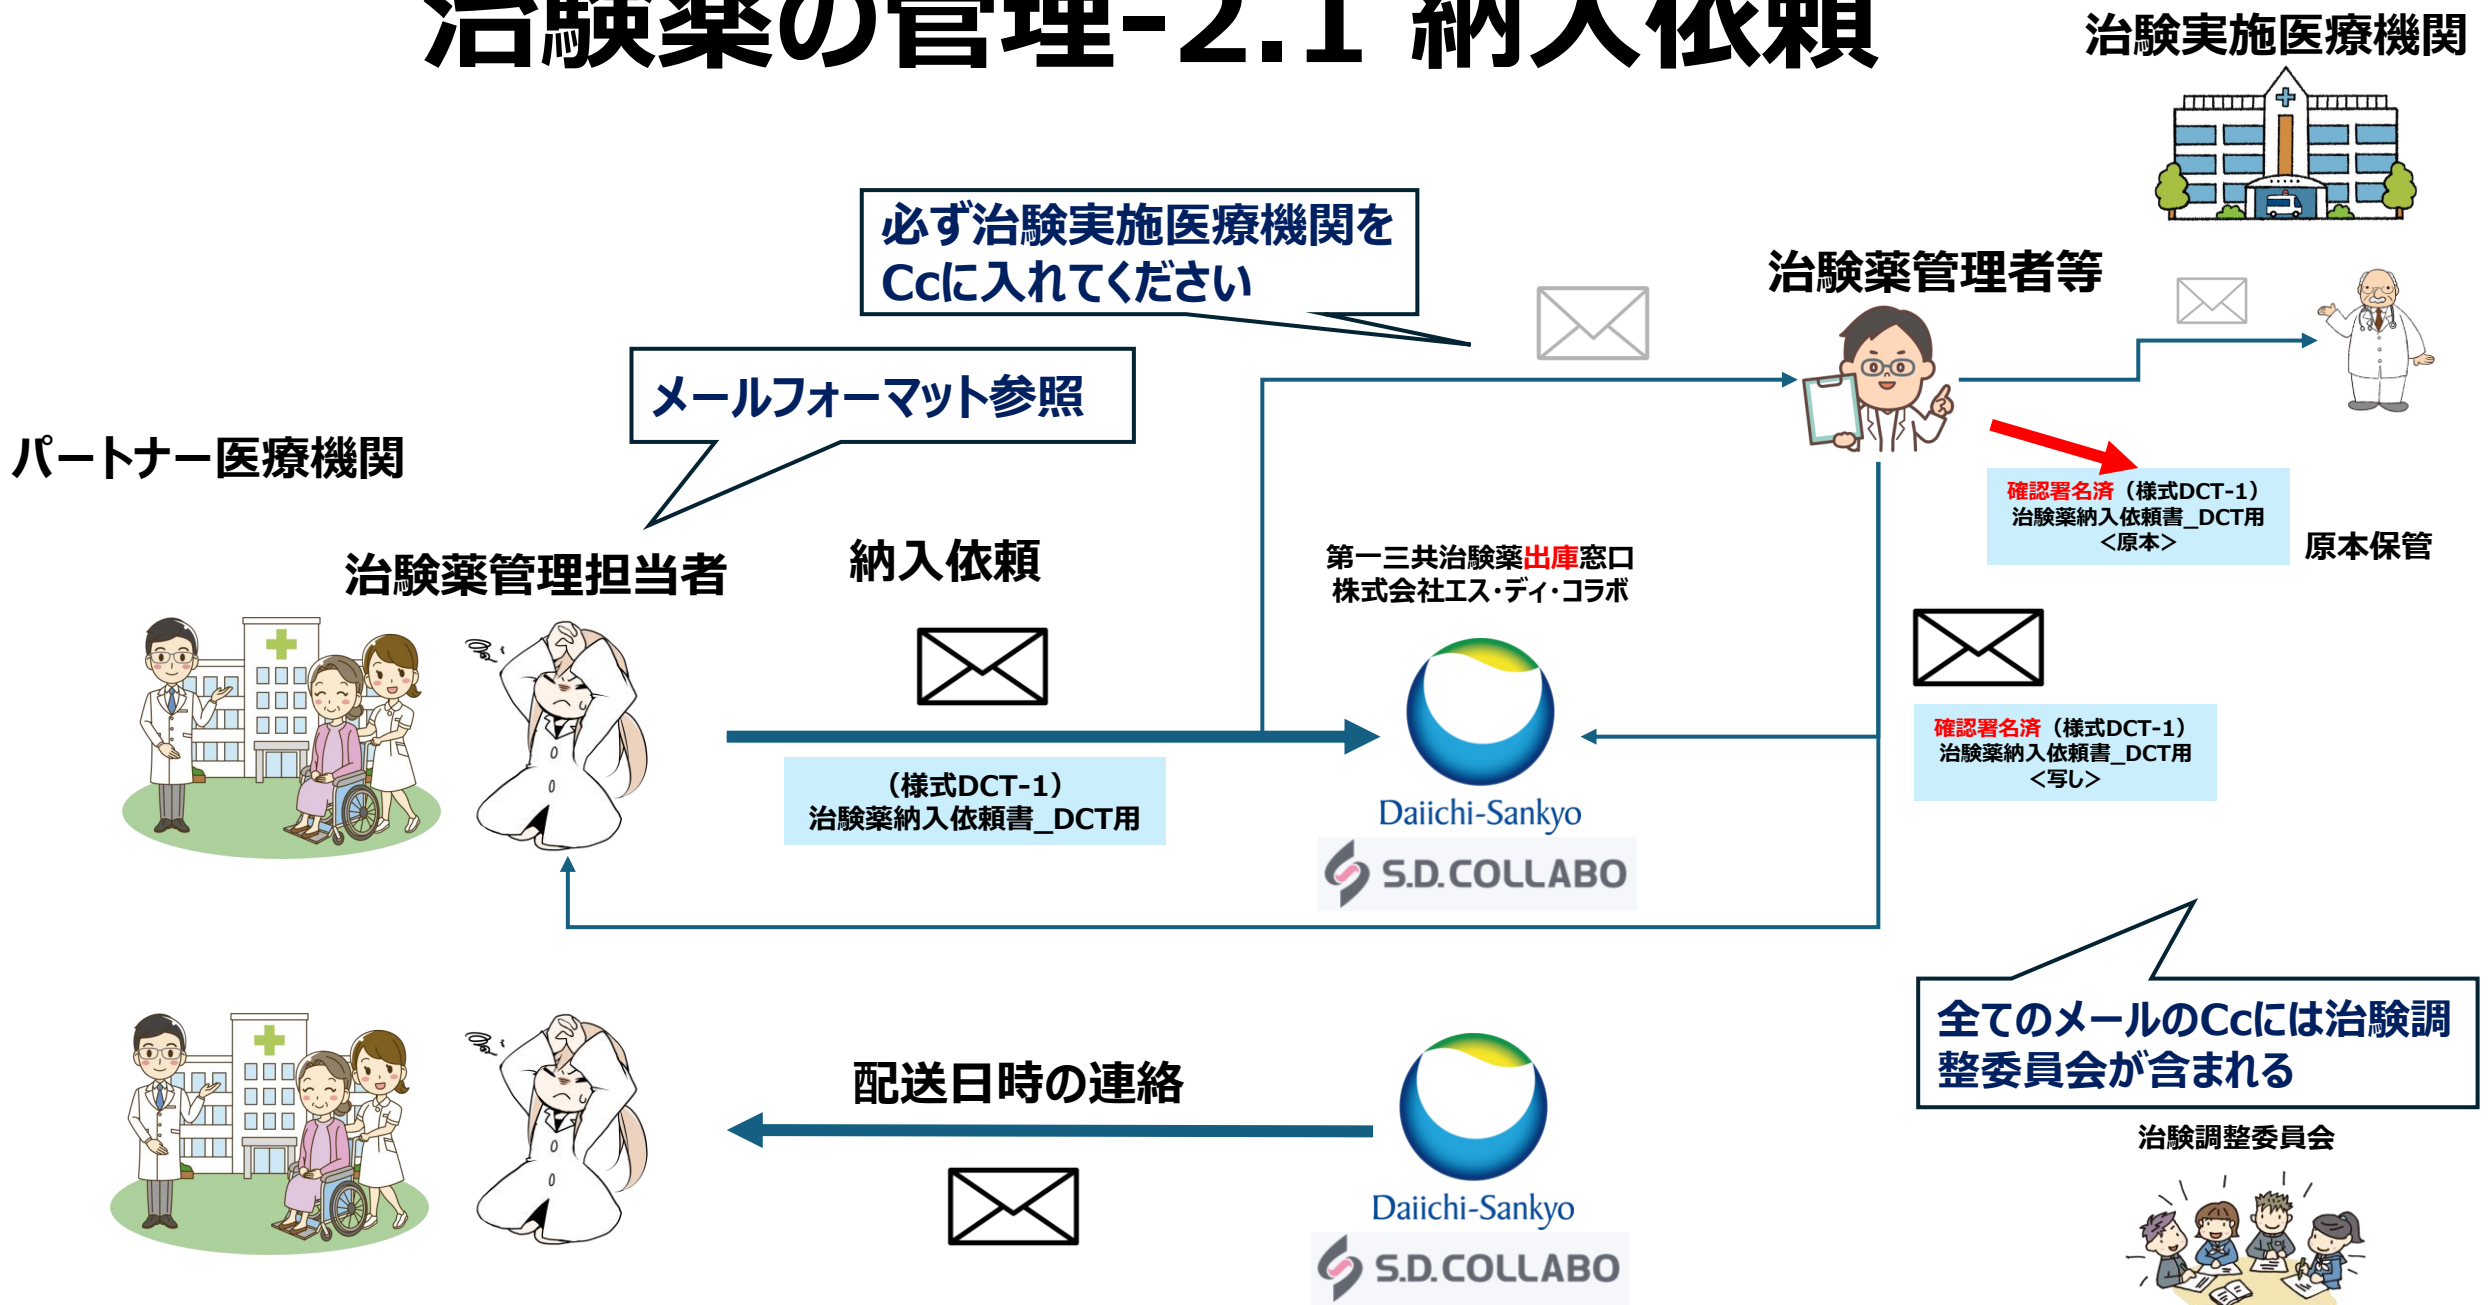 治験薬の管理-2.1 納入依頼
治験実施医療機関
必ず治験実施医療機関を
Ccに入れてください
治験薬管理者等
メールフォーマット参照
パートナー医療機関
確認署名済（様式DCT-1）
治験薬納入依頼書_DCT用
<原本>
原本保管
治験薬管理担当者
納入依頼
第一三共治験薬出庫窓口
株式会社エス・ディ・コラボ
確認署名済（様式DCT-1）
治験薬納入依頼書_DCT用
<写し>
（様式DCT-1）
治験薬納入依頼書_DCT用
Daiichi-Sankyo
S.D.COLLABO
全てのメールのCcには治験調
整委員会が含まれる
配送日時の連絡
治験調整委員会
Daiichi-Sankyo
S.D.COLLABO